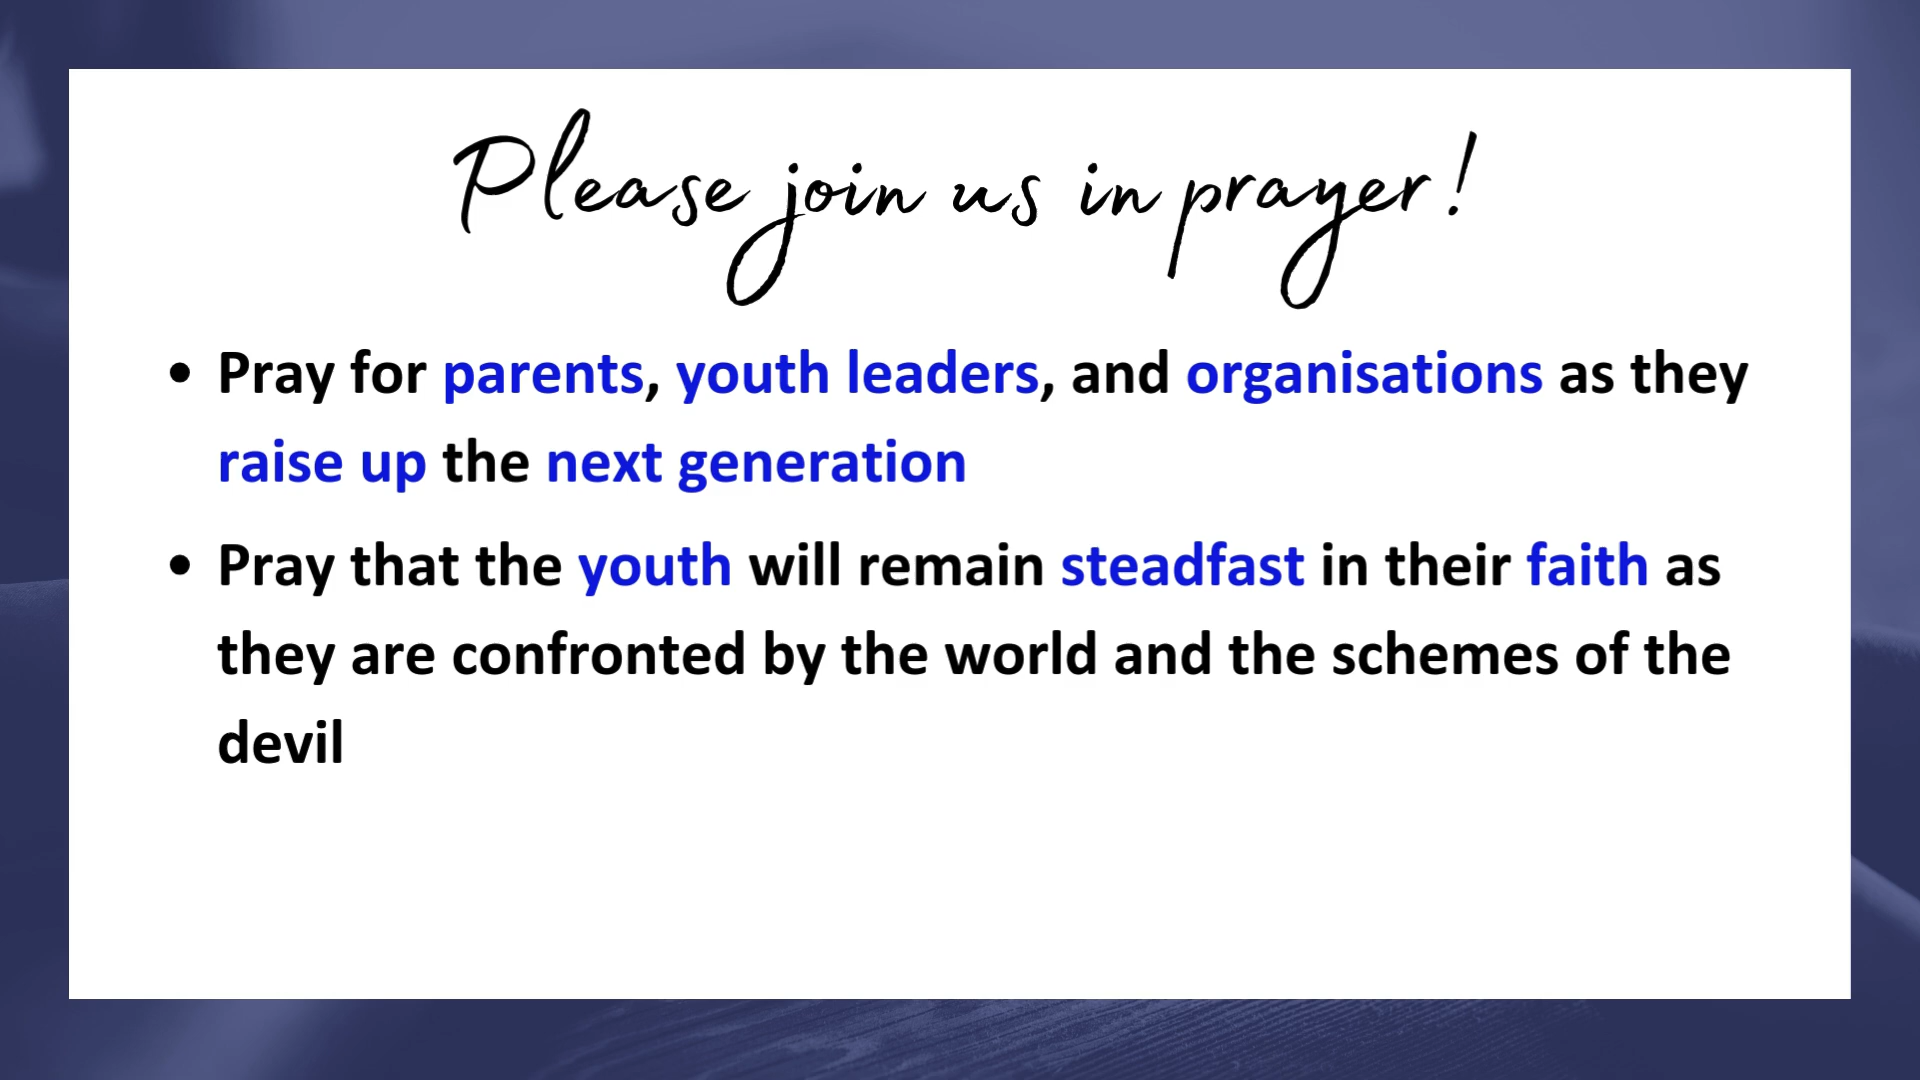 Please join us in prayer!
• Pray for parents, youth leaders, and organisations as they
raise up the next generation
• Pray that the youth will remain steadfast in their faith as
they are confronted by the world and the schemes of the
devil